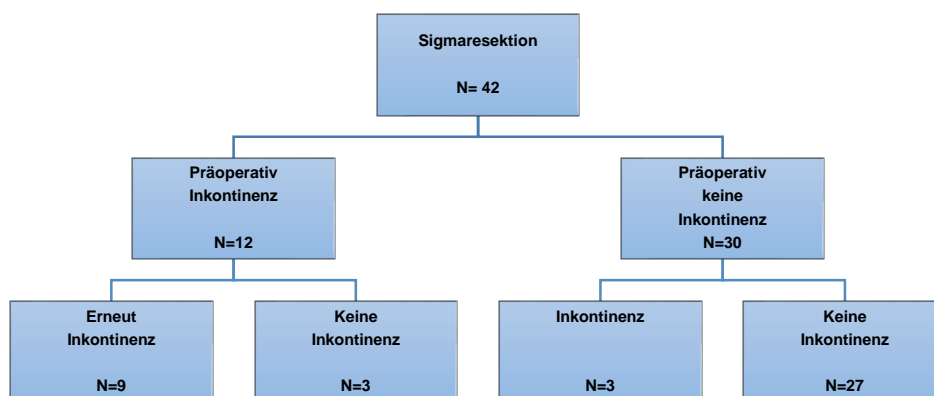 Sigmaresektion
N= 42
Präoperativ
Inkontinenz
N=12
Präoperativ
keine
Inkontinenz
N=30
Erneut
Inkontinenz
N=9
Keine
Inkontinenz
N=3
Inkontinenz
N=3
Keine
Inkontinenz
N=27